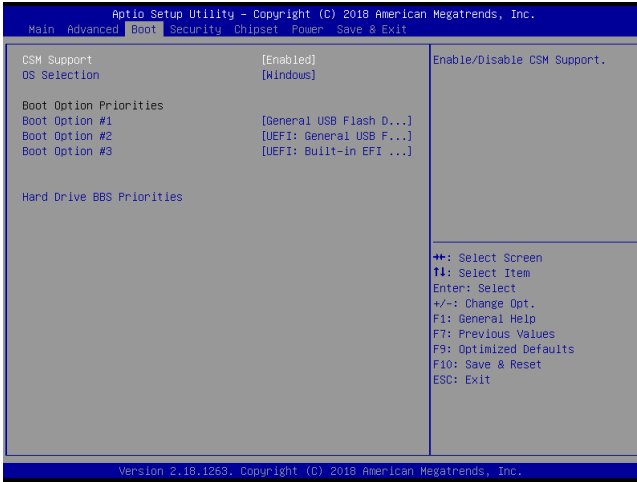 Aptio Setup Utility – Copyright (C) 2018 American Megatrends, Inc.
Main Advanced Boot Security Chipset Power Save & Exit
CSM Support [Enabled]
OS Selection [Windows]
Boot Option Priorities
Boot Option #1 [General USB Flash D...]
Boot Option #2 [UEFI: General USB F...]
Boot Option #3 [UEFI: Built-in EFI ...]
Hard Drive BBS Priorities
Enable/Disable CSM Support.
→←: Select Screen
↑↓: Select Item
Enter: Select
+/-: Change Opt.
F1: General Help
F7: Previous Values
F9: Optimized Defaults
F10: Save & Reset
ESC: Exit
Version 2.18.1263. Copyright (C) 2018 American Megatrends, Inc.